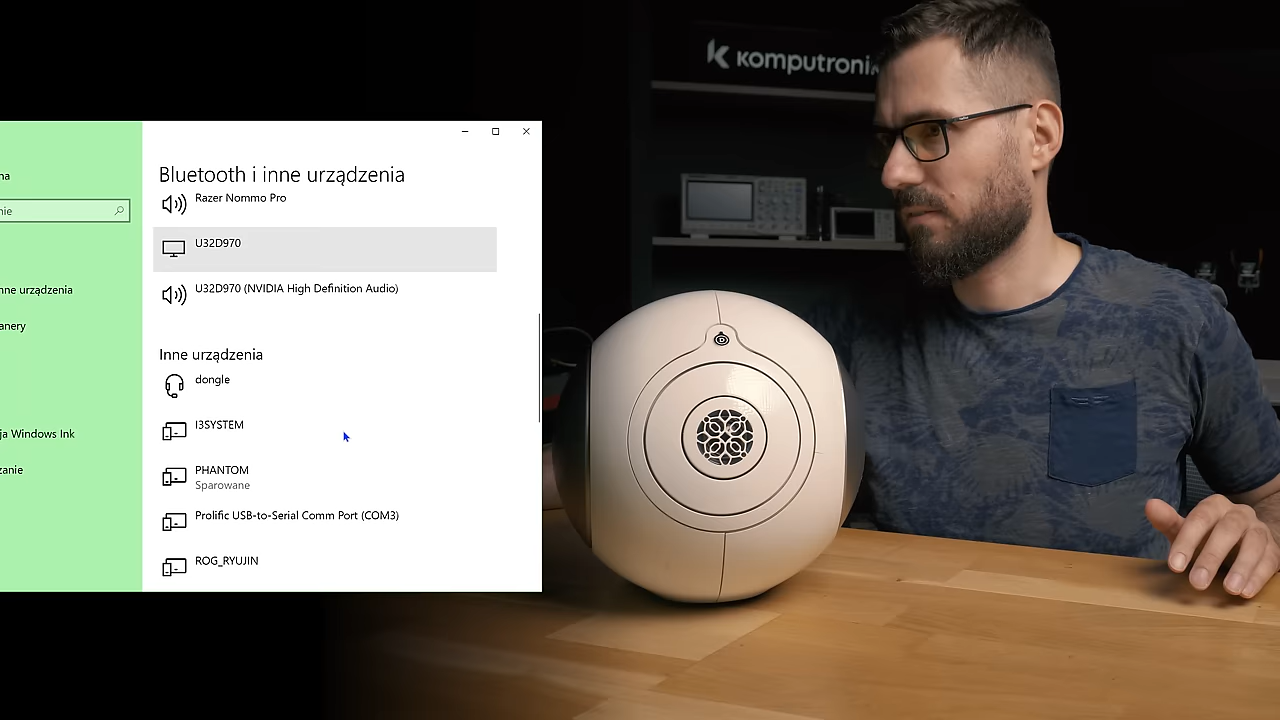 komputroni
na
Bluetooth i inne urządzenia
Razer Nommo Pro
nie
U32D970
nne urządzenia
U32D970 (NVIDIA High Definition Audio)
anery
Inne urządzenia
dongle
I3SYSTEM
ja Windows Ink
zanie
PHANTOM
Sparowane
Prolific USB-to-Serial Comm Port (COM3)
ROG_RYUJIN